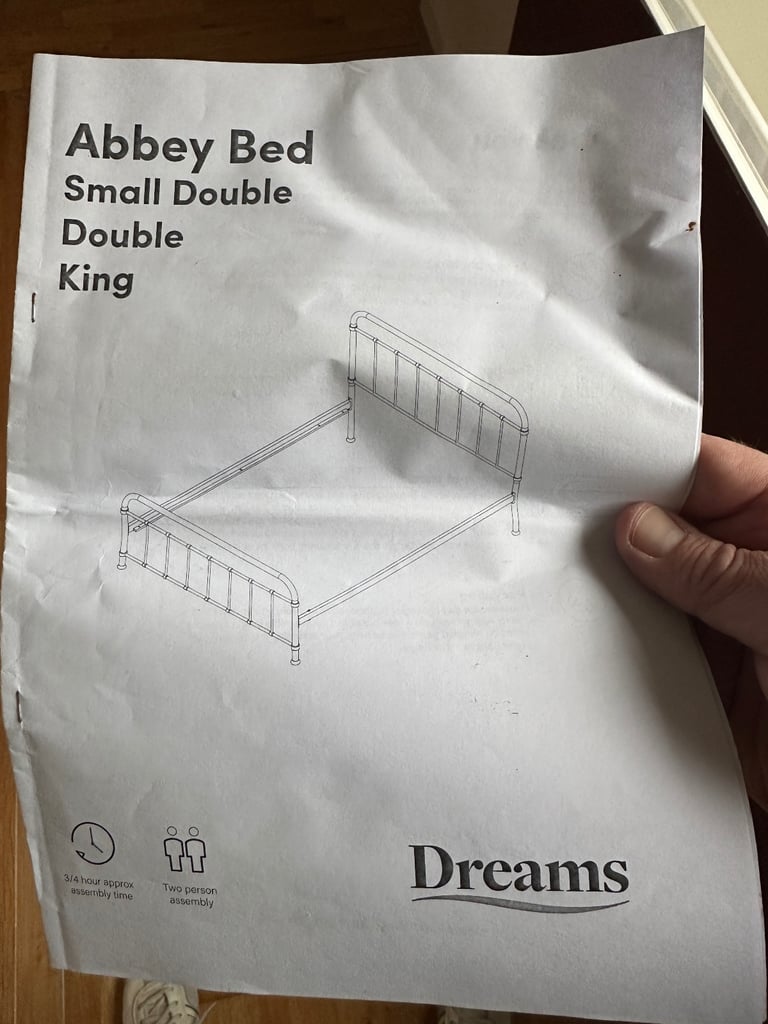 Abbey Bed
Small Double
Double
King
3/4 hour approx
assembly time
Two person
assembly
Dreams